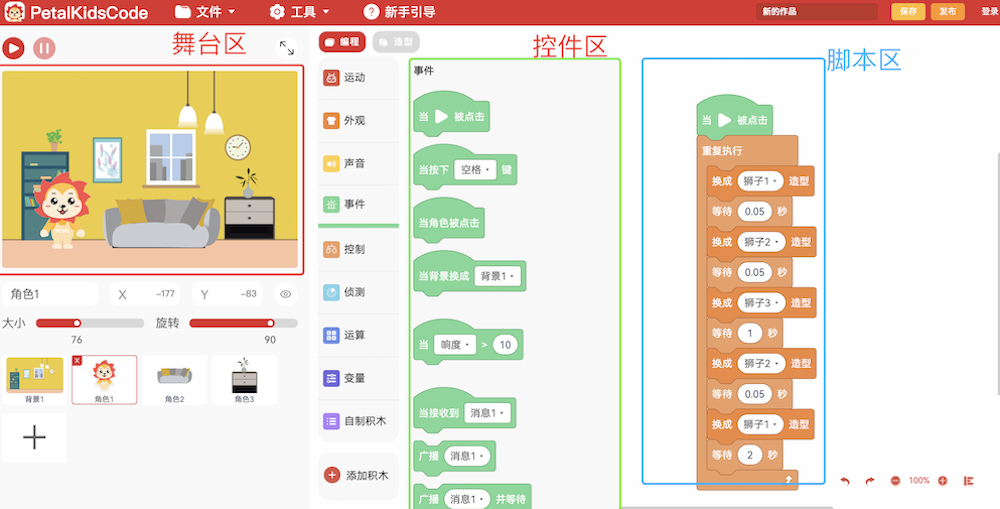 PetalKidsCode 文件 工具 ? 新手引导 新的作品 保存 发布 登录
舞台区
编程 造型
控件区
脚本区
角色1 X -177 Y -83
大小 旋转
76 90
背景1 角色1 角色2 角色3
x
+
运动
外观
声音
事件
控制
侦测
运算
变量
自制积木
添加积木
事件
当 被点击
当按下 空格 键
当角色被点击
当背景换成 背景1
当 响度 > 10
当接收到 消息1
广播 消息1
广播 消息1 并等待
当 被点击
重复执行
换成 狮子1 造型
等待 0.05 秒
换成 狮子2 造型
等待 0.05 秒
换成 狮子3 造型
等待 1 秒
换成 狮子2 造型
等待 0.05 秒
换成 狮子1 造型
等待 2 秒
100%